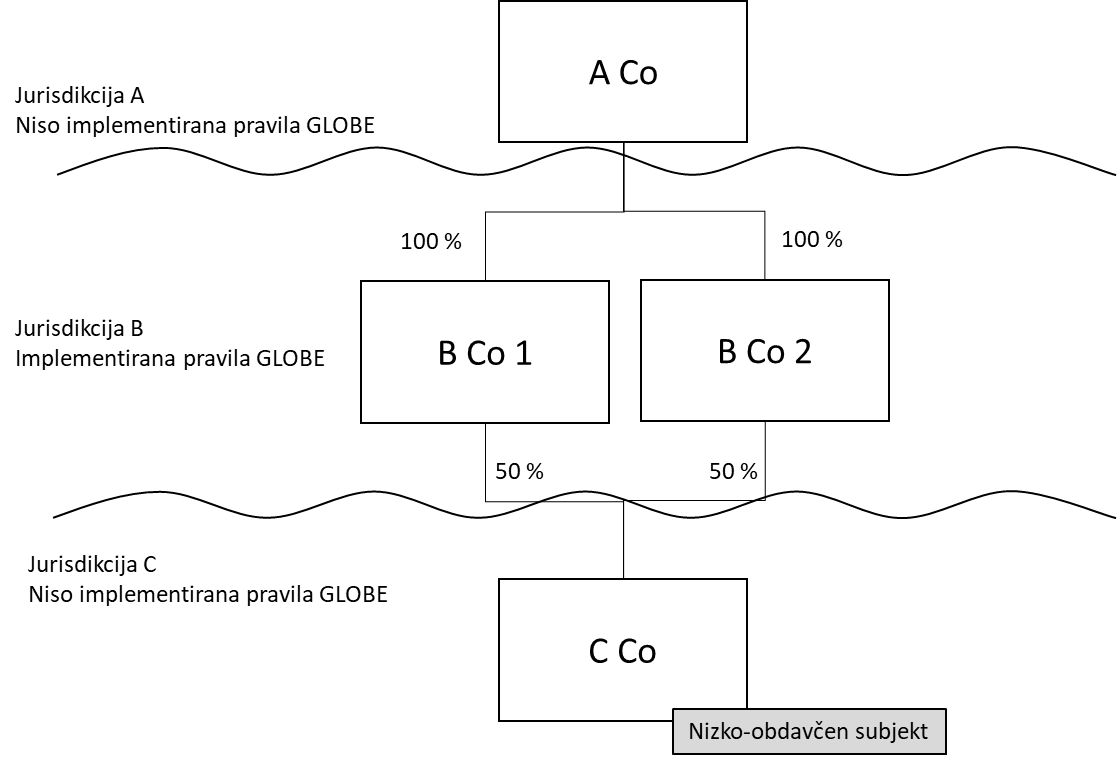 A Co
Jurisdikcija A
Niso implementirana pravila GLOBE
100 %
100 %
Jurisdikcija B
Implementirana pravila GLOBE
B Co 1
B Co 2
50 %
50 %
Jurisdikcija C
Niso implementirana pravila GLOBE
C Co
Nizko-obdavčen subjekt